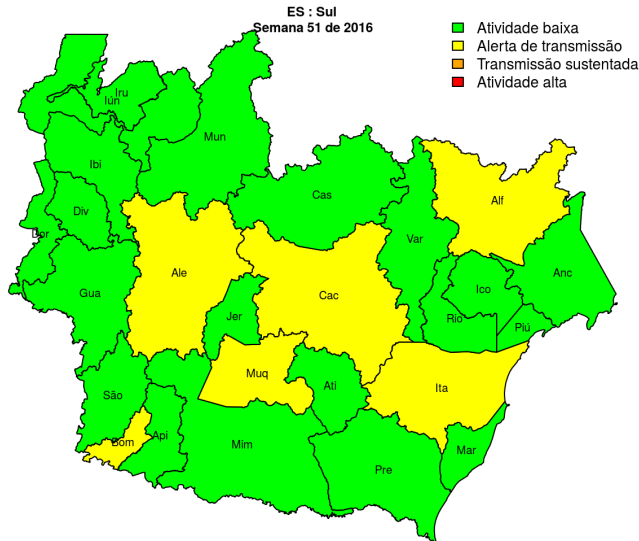 ES : Sul
Semana 51 de 2016
Atividade baixa
Alerta de transmissão
Transmissão sustentada
Atividade alta
Iru
Iún
Mun
Ibi
Cas
Alf
Div
Dor
Var
Ale
Anc
Gua
Cac
Ico
Jer
Rio
Piú
Muq
Ati
Ita
São
Bom
Api
Mim
Mar
Pre